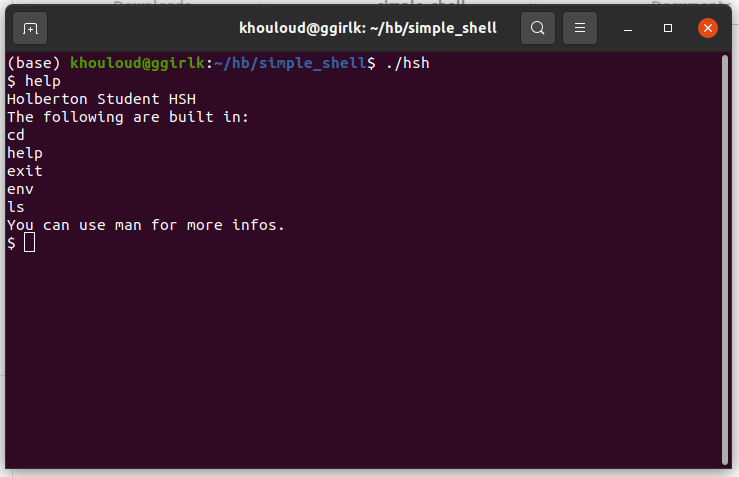 khouloud@ggirlk: ~/hb/simple_shell
(base) khouloud@ggirlk:~/hb/simple_shell$ ./hsh
$ help
Holberton Student HSH
The following are built in:
cd
help
exit
env
ls
You can use man for more infos.
$